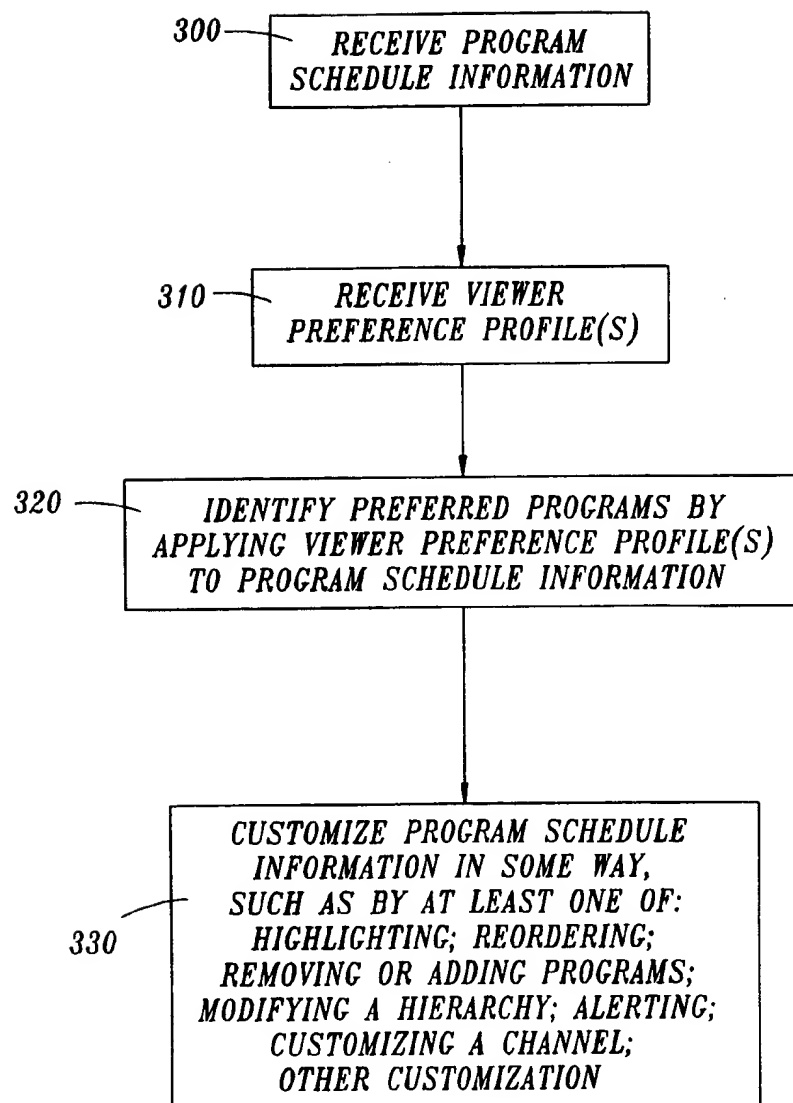 300
RECEIVE PROGRAM
SCHEDULE INFORMATION
310
RECEIVE VIEWER
PREFERENCE PROFILE(S)
320
IDENTIFY PREFERRED PROGRAMS BY
APPLYING VIEWER PREFERENCE PROFILE(S)
TO PROGRAM SCHEDULE INFORMATION
330
CUSTOMIZE PROGRAM SCHEDULE
INFORMATION IN SOME WAY,
SUCH AS BY AT LEAST ONE OF:
HIGHLIGHTING; REORDERING;
REMOVING OR ADDING PROGRAMS;
MODIFYING A HIERARCHY; ALERTING;
CUSTOMIZING A CHANNEL;
OTHER CUSTOMIZATION